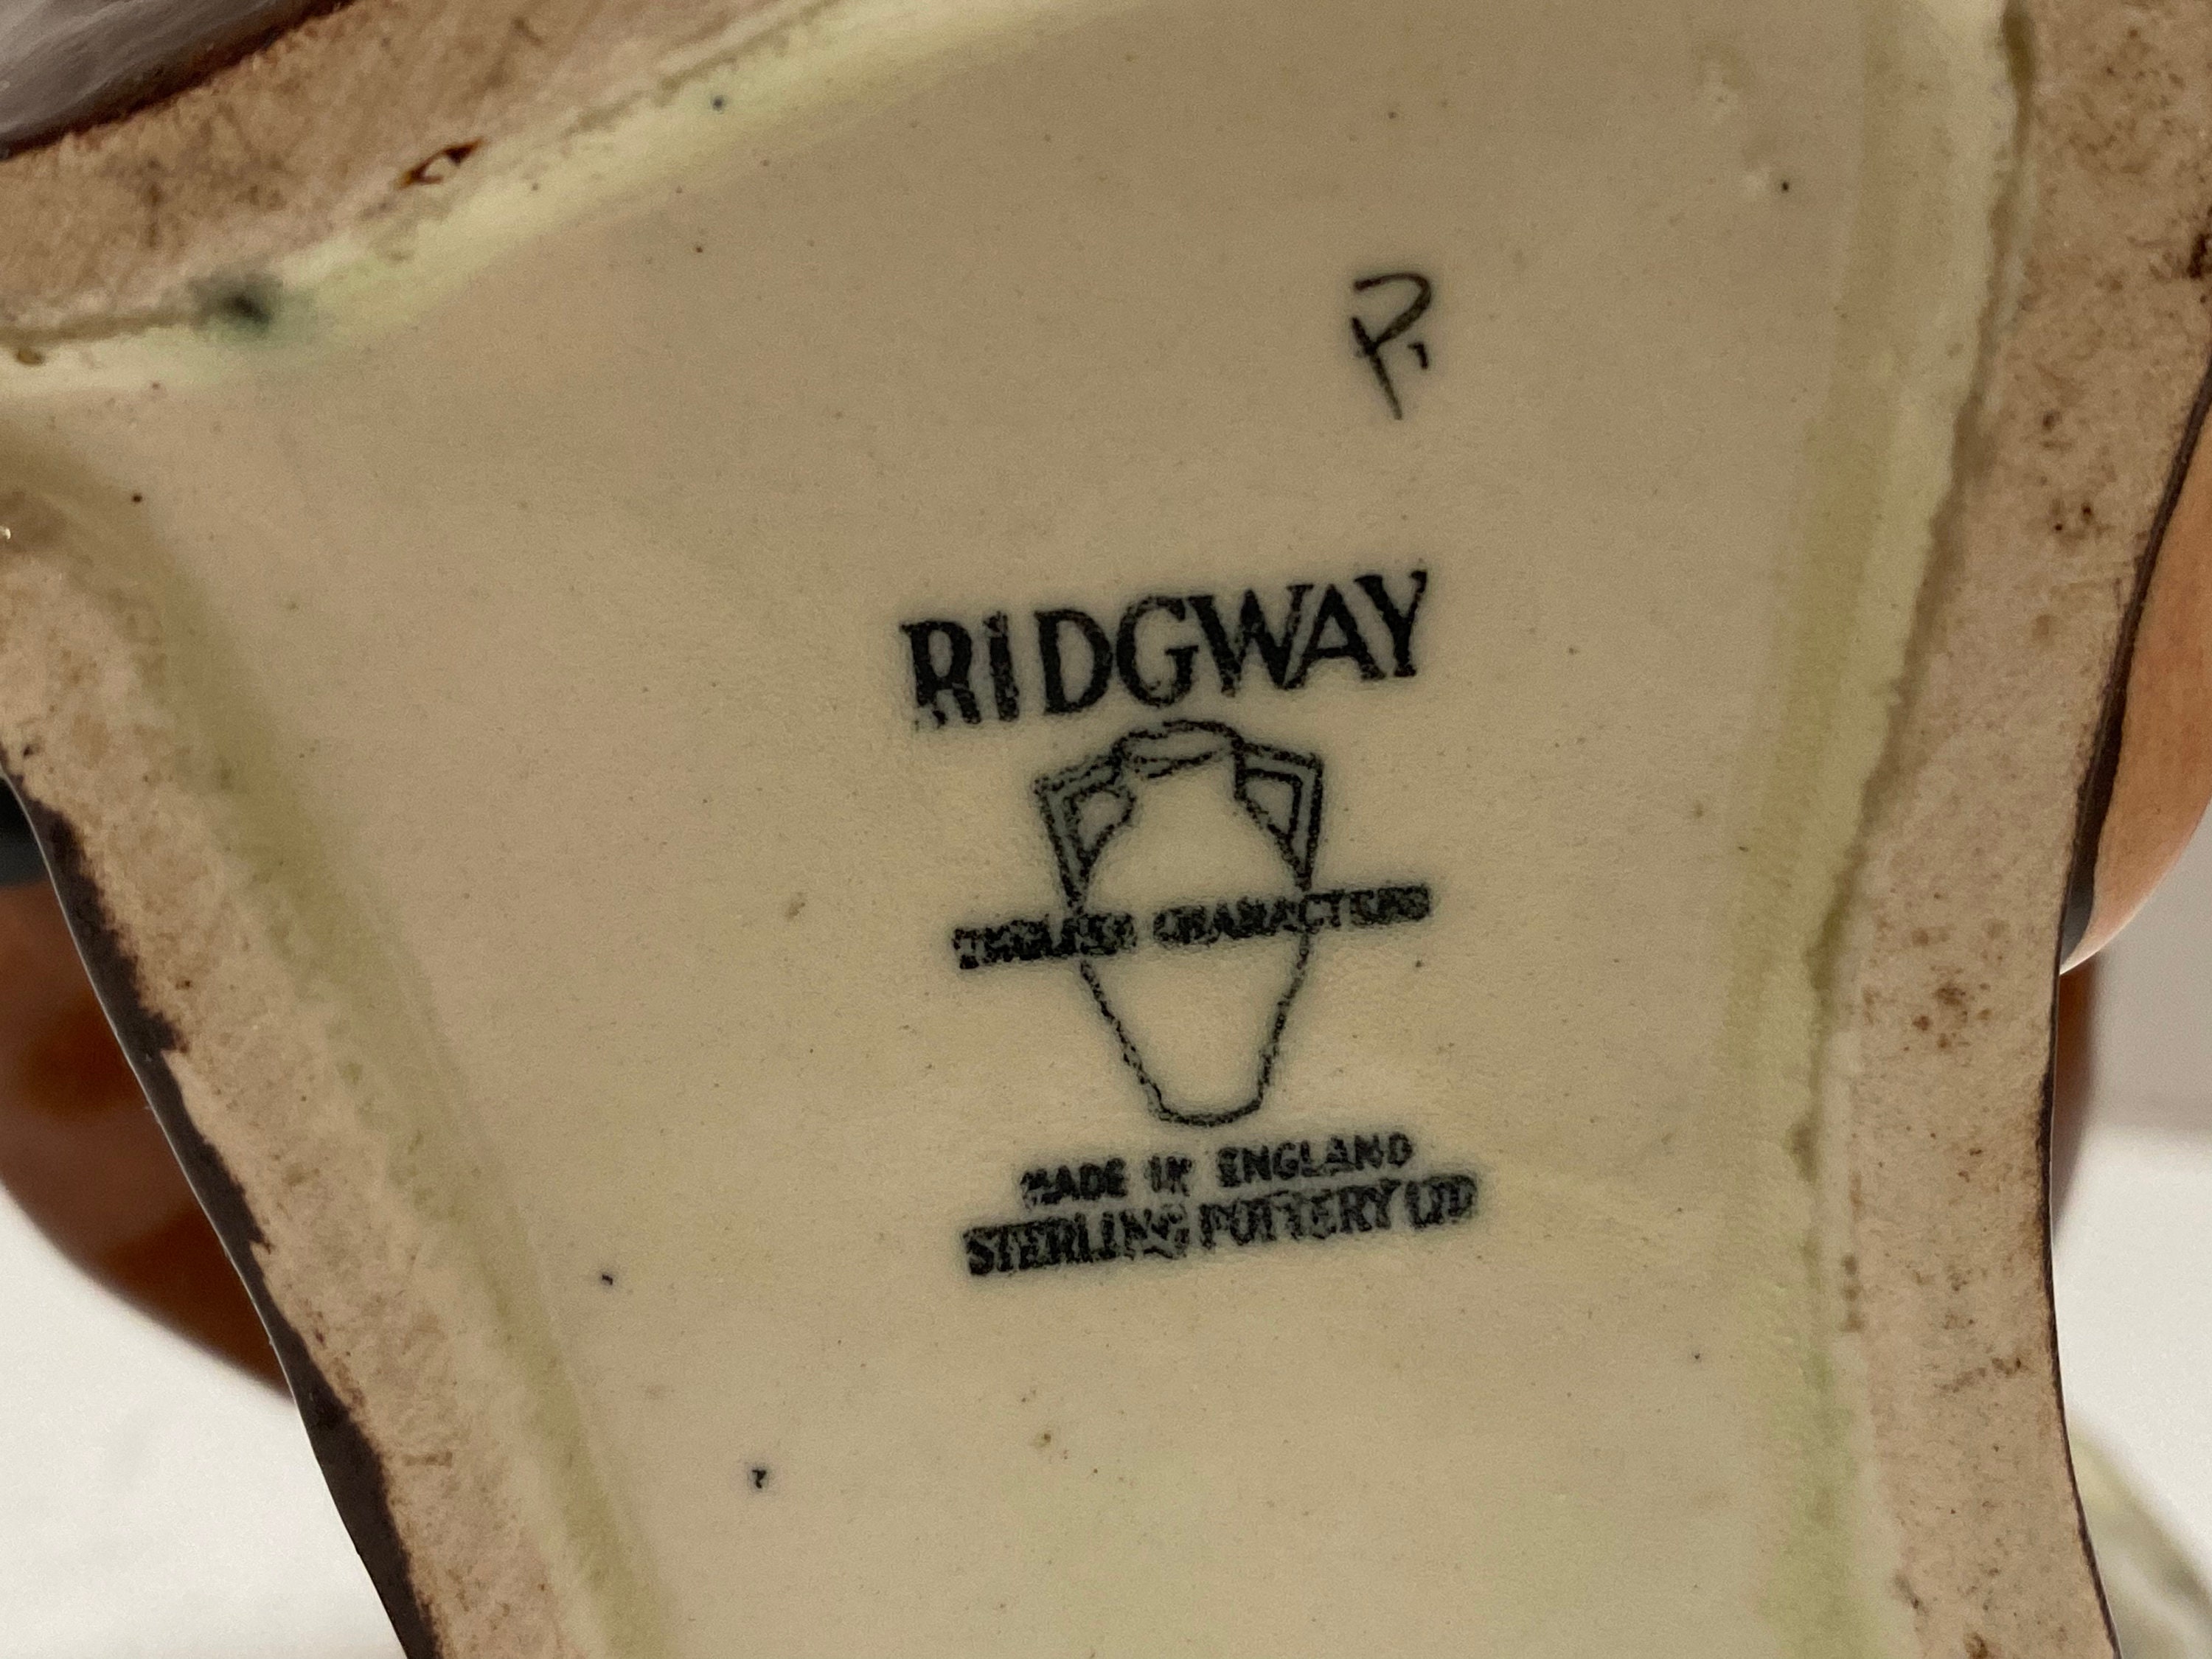 P.
RIDGWAY
ENGLISH CHARACTERS
MADE IN ENGLAND
STERLING POTTERY LTD